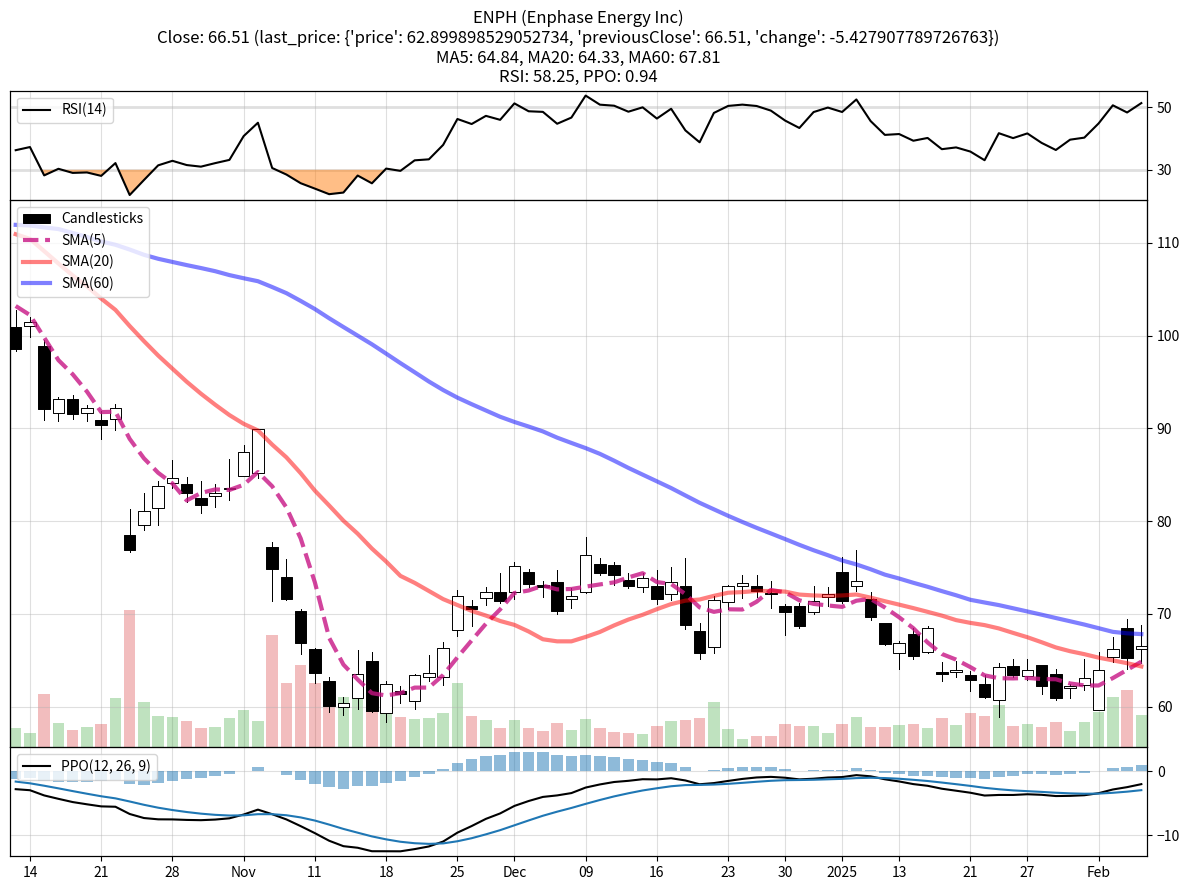 ENPH (Enphase Energy Inc)
Close: 66.51 (last_price: {'price': 62.899898529052734, 'previousClose': 66.51, 'change': -5.427907789726763})
MA5: 64.84, MA20: 64.33, MA60: 67.81
RSI: 58.25, PPO: 0.94
RSI(14)
50
30
Candlesticks
SMA(5)
SMA(20)
SMA(60)
110
100
90
80
70
60
PPO(12, 26, 9)
0
−10
14 21 28 Nov 11 18 25 Dec 09 16 23 30 2025 13 21 27 Feb